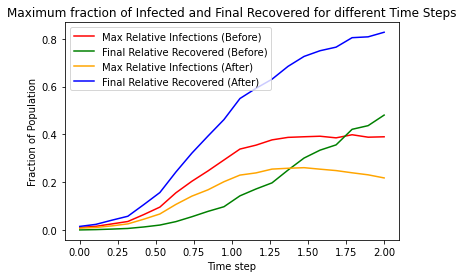 Maximum fraction of Infected and Final Recovered for different Time Steps
Max Relative Infections (Before)
Final Relative Recovered (Before)
Max Relative Infections (After)
Final Relative Recovered (After)
Fraction of Population
0.8
0.6
0.4
0.2
0.0
0.00 0.25 0.50 0.75 1.00 1.25 1.50 1.75 2.00
Time step